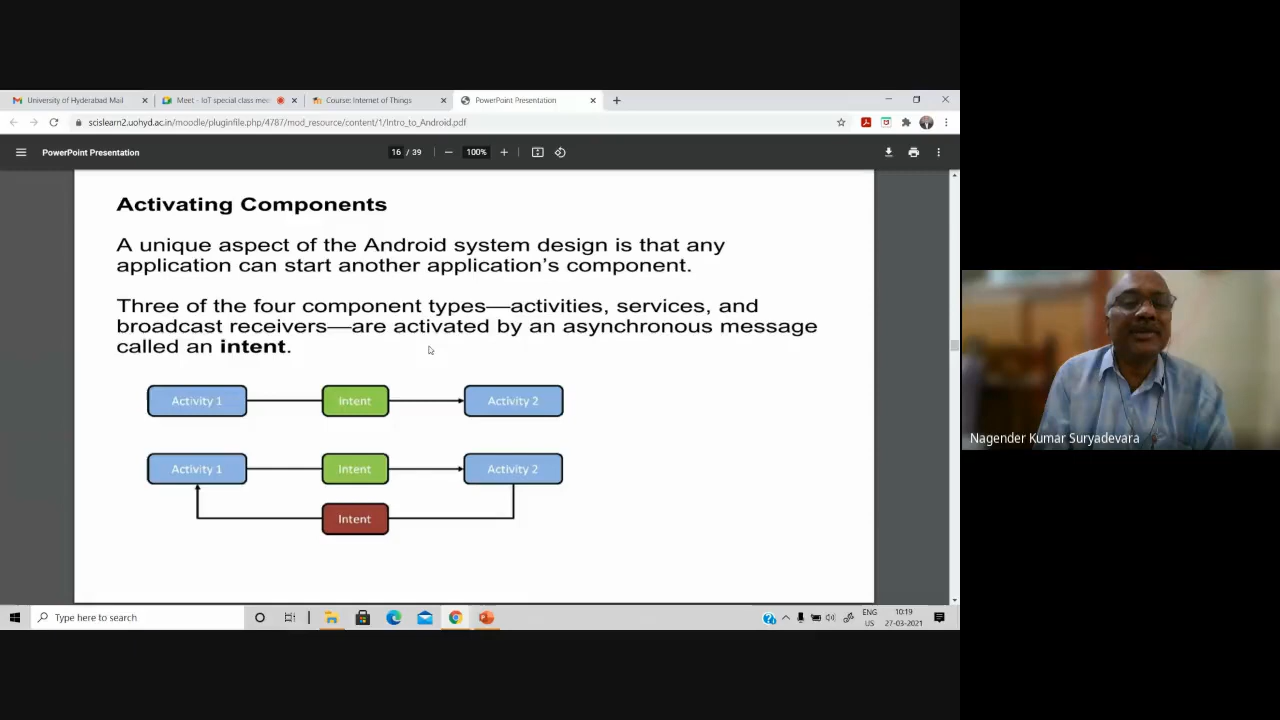 University of Hyderabad Mail
Meet - IoT special class mee
Course: Internet of Things
PowerPoint Presentation
scislearn2.uohyd.ac.in/moodle/pluginfile.php/4787/mod_resource/content/1/Intro_to_Android.pdf
PowerPoint Presentation
16 / 39
100%
Activating Components
A unique aspect of the Android system design is that any
application can start another application's component.
Three of the four component types—activities, services, and
broadcast receivers—are activated by an asynchronous message
called an intent.
Activity 1 Intent Activity 2
Activity 1 Intent Activity 2
Intent
Nagender Kumar Suryadevara
Type here to search
ENG
US
10:19
27-03-2021